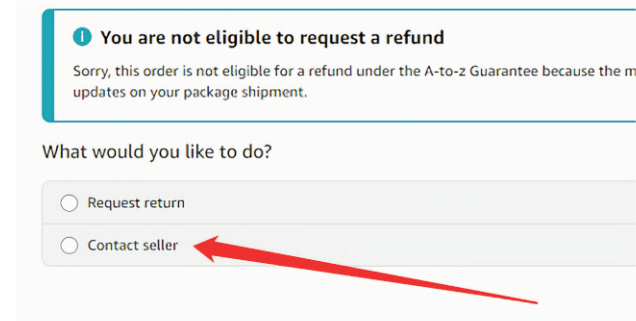 You are not eligible to request a refund
Sorry, this order is not eligible for a refund under the A-to-z Guarantee because the
updates on your package shipment.
What would you like to do?
Request return
Contact seller